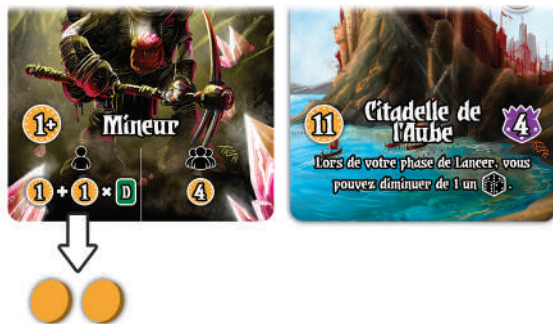 1+ Mineur
1 + 1 × D 4
11 Citadelle de l'Aube 4
Lors de votre phase de Lancer, vous
pouvez diminuer de 1 un .